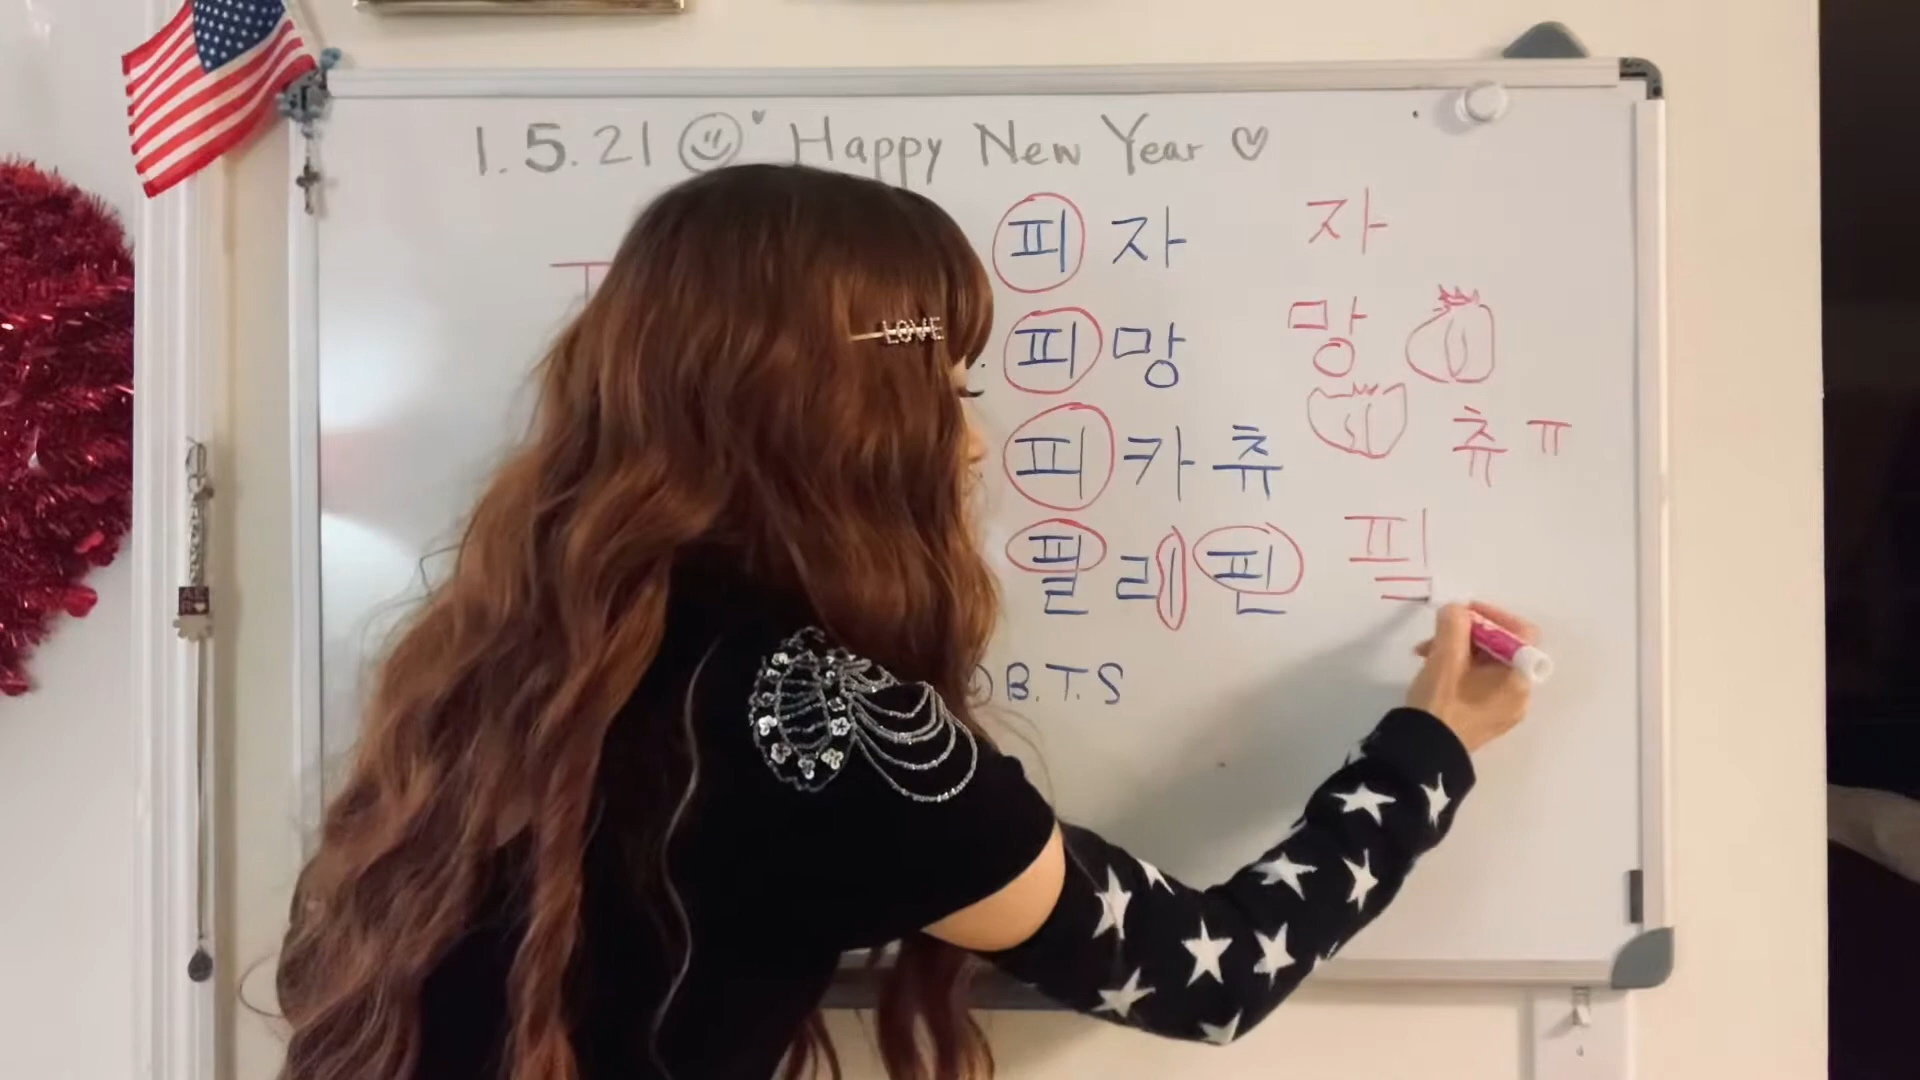 1.5.21 Happy New Year
피자 자
피망 망
피카츄 츄 ㅠ
필리핀 필
B.T.S
LOVE